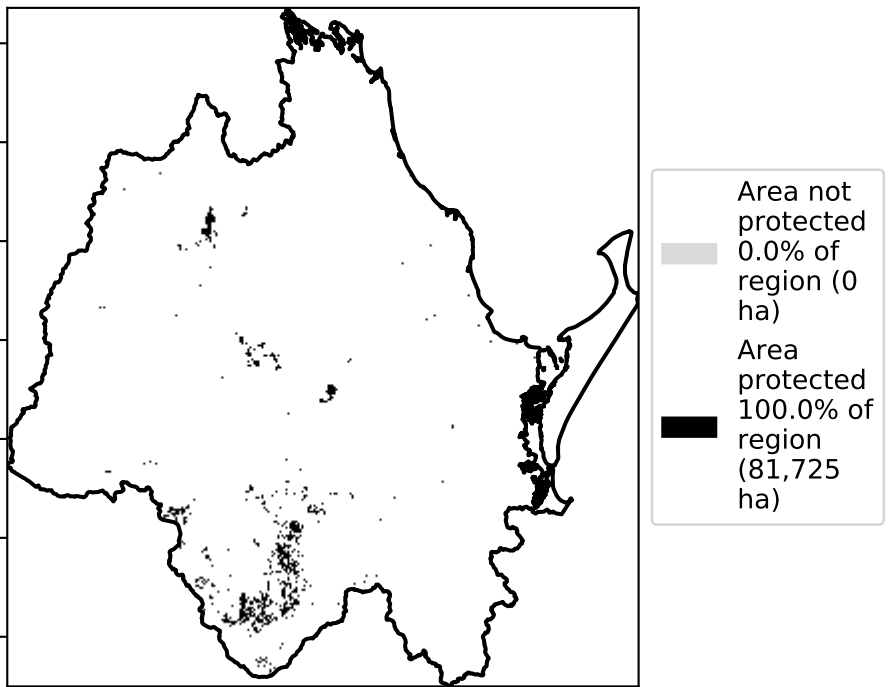 Area not
protected
0.0% of
region (0
ha)
Area
protected
100.0% of
region
(81,725
ha)